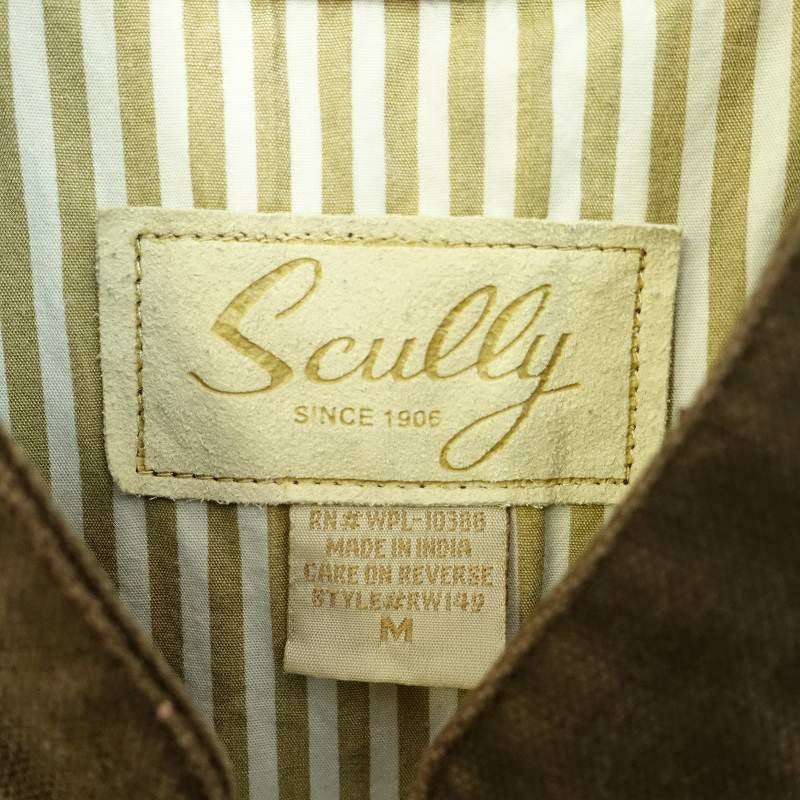 Scully
SINCE 1906
RN#WPL-10388
MADE IN INDIA
CARE ON REVERSE
STYLE#RW149
M